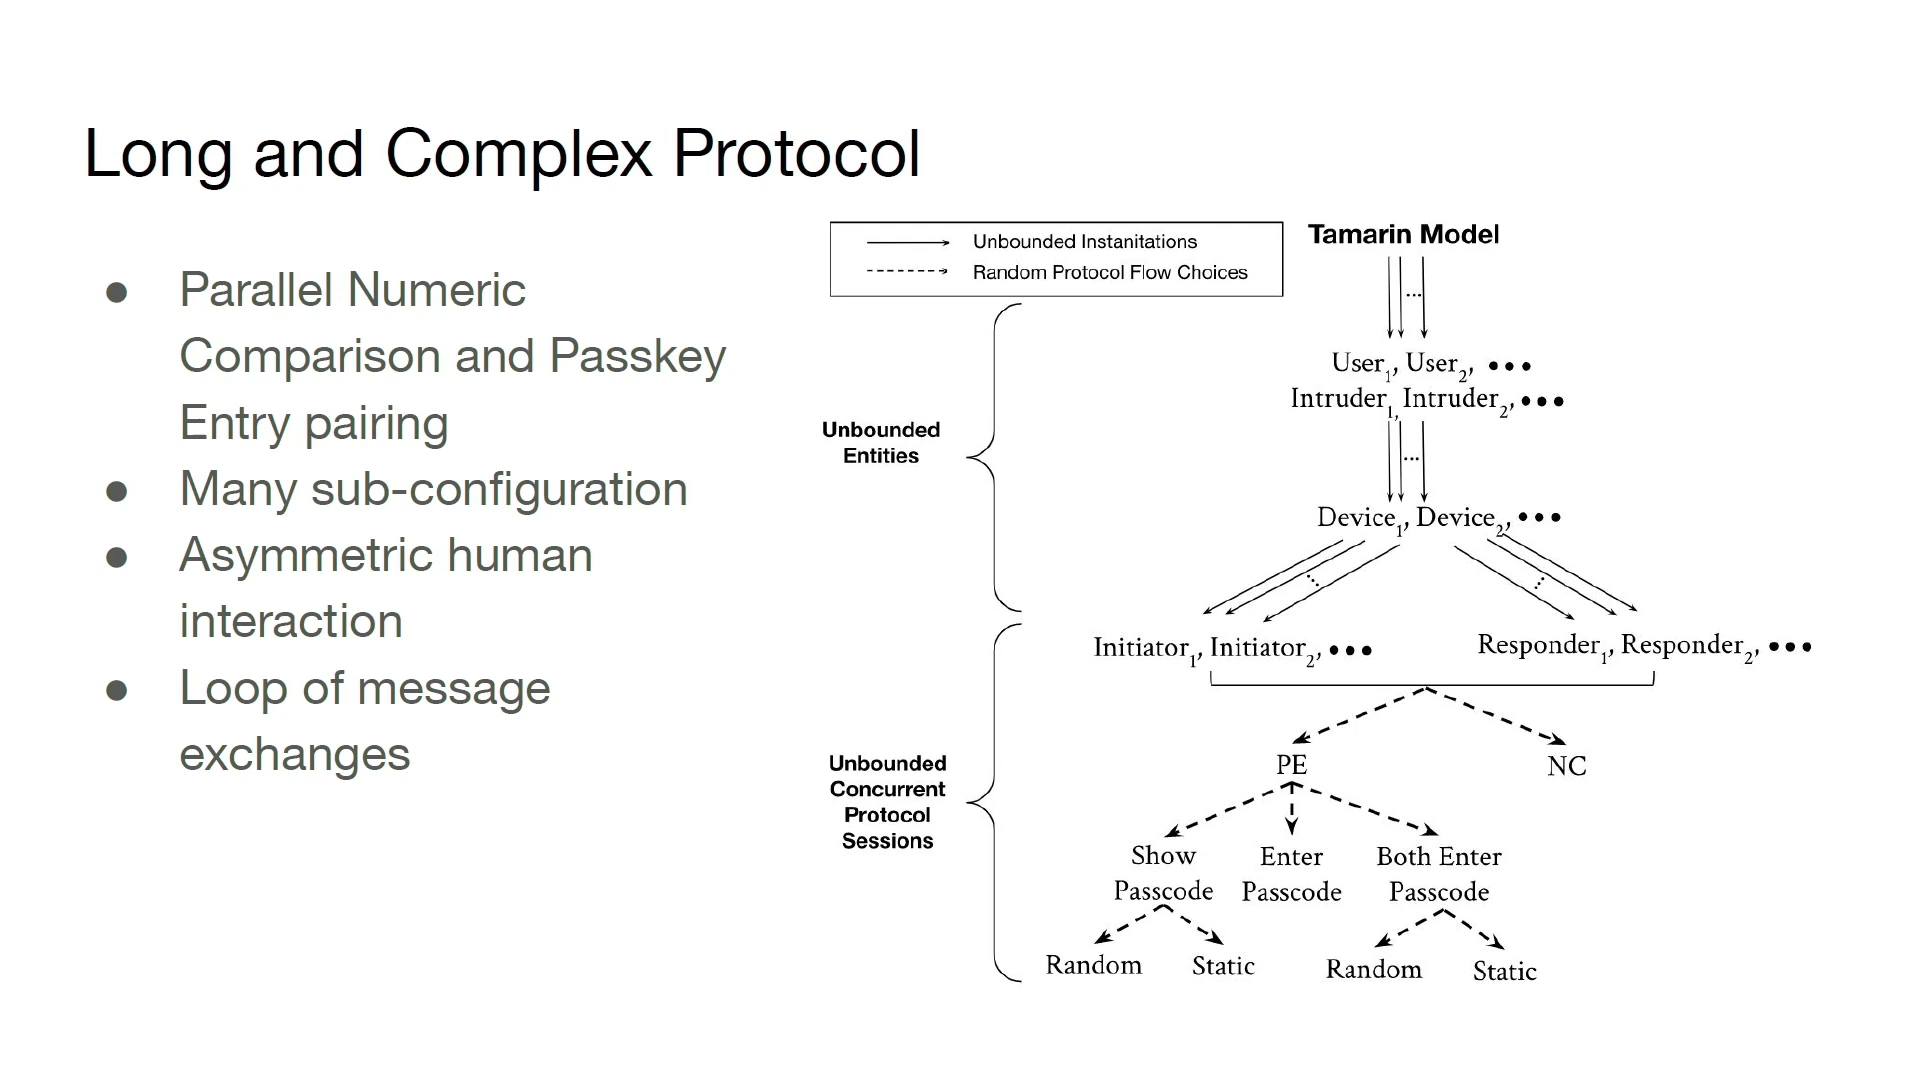 Long and Complex Protocol
● Parallel Numeric
Comparison and Passkey
Entry pairing
● Many sub-configuration
● Asymmetric human
interaction
● Loop of message
exchanges
Unbounded Instanitations
Random Protocol Flow Choices
Tamarin Model
...
User1, User2, •••
Intruder1, Intruder2, •••
...
Unbounded
Entities
Device1, Device2, •••
...
...
Initiator1, Initiator2, •••
Responder1, Responder2, •••
Unbounded
Concurrent
Protocol
Sessions
PE
NC
Show
Passcode
Enter
Passcode
Both Enter
Passcode
Random
Static
Random
Static